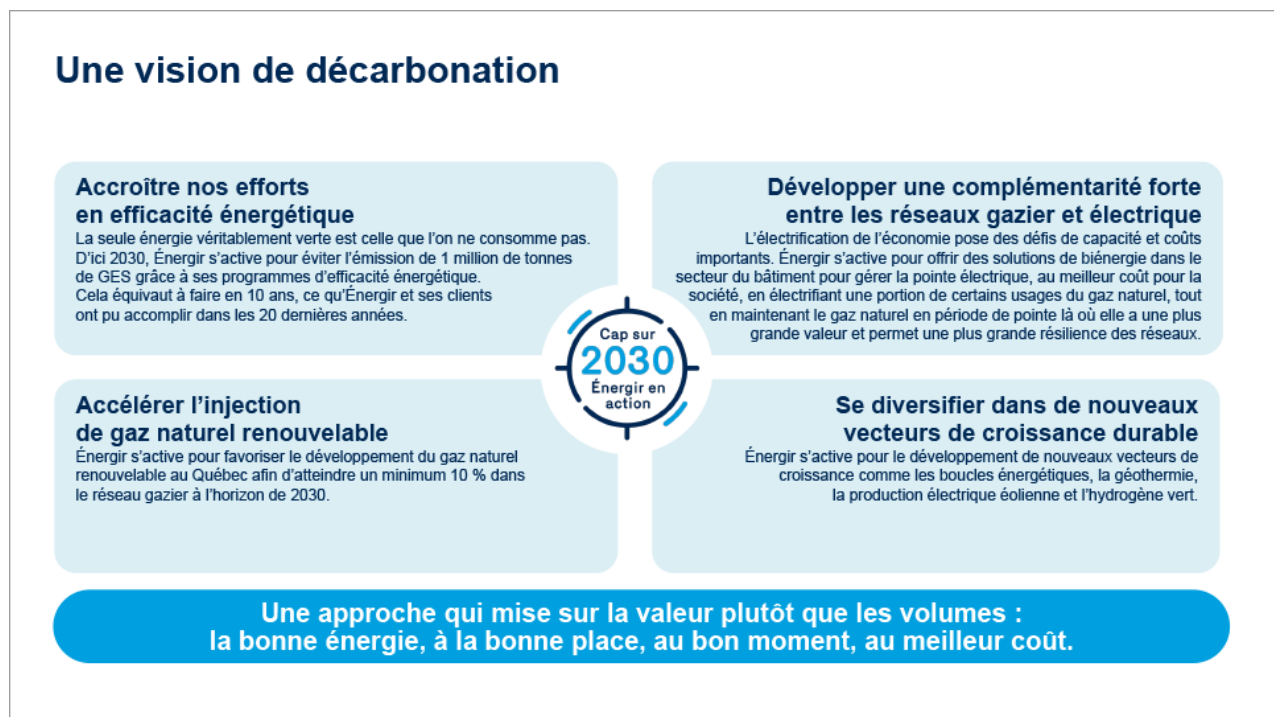 Une vision de décarbonation
Accroître nos efforts
en efficacité énergétique
La seule énergie véritablement verte est celle que l’on ne consomme pas.
D’ici 2030, Énergir s’active pour éviter l’émission de 1 million de tonnes
de GES grâce à ses programmes d’efficacité énergétique.
Cela équivaut à faire en 10 ans, ce qu’Énergir et ses clients
ont pu accomplir dans les 20 dernières années.
Développer une complémentarité forte
entre les réseaux gazier et électrique
L’électrification de l’économie pose des défis de capacité et coûts
importants. Énergir s’active pour offrir des solutions de biénergie dans le
secteur du bâtiment pour gérer la pointe électrique, au meilleur coût pour la
société, en électrifiant une portion de certains usages du gaz naturel, tout
en maintenant le gaz naturel en période de pointe là où elle a une plus
grande valeur et permet une plus grande résilience des réseaux.
Cap sur
2030
Énergir en
action
Accélérer l’injection
de gaz naturel renouvelable
Énergir s’active pour favoriser le développement du gaz naturel
renouvelable au Québec afin d’atteindre un minimum 10 % dans
le réseau gazier à l’horizon de 2030.
Se diversifier dans de nouveaux
vecteurs de croissance durable
Énergir s’active pour le développement de nouveaux vecteurs de
croissance comme les boucles énergétiques, la géothermie,
la production électrique éolienne et l’hydrogène vert.
Une approche qui mise sur la valeur plutôt que les volumes :
la bonne énergie, à la bonne place, au bon moment, au meilleur coût.